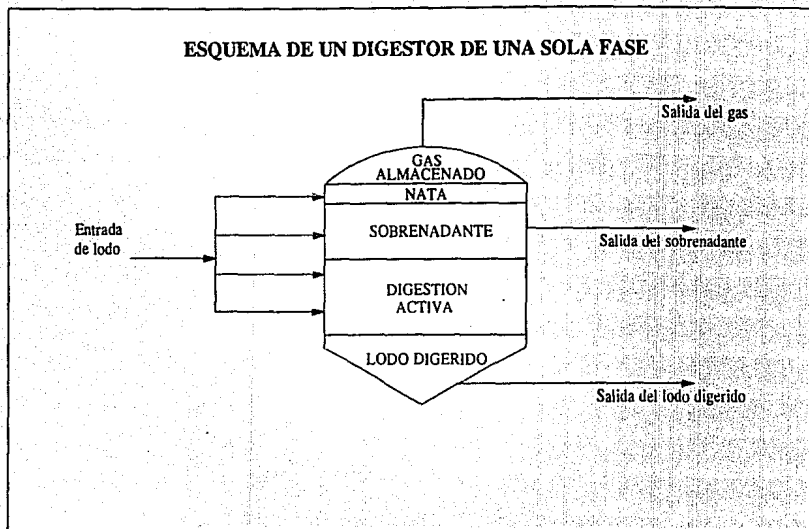 ESQUEMA DE UN DIGESTOR DE UNA SOLA FASE
Salida del gas
GAS
ALMACENADO
NATA
Entrada
de lodo
SOBRENADANTE
Salida del sobrenadante
DIGESTION
ACTIVA
LODO DIGERIDO
Salida del lodo digerido